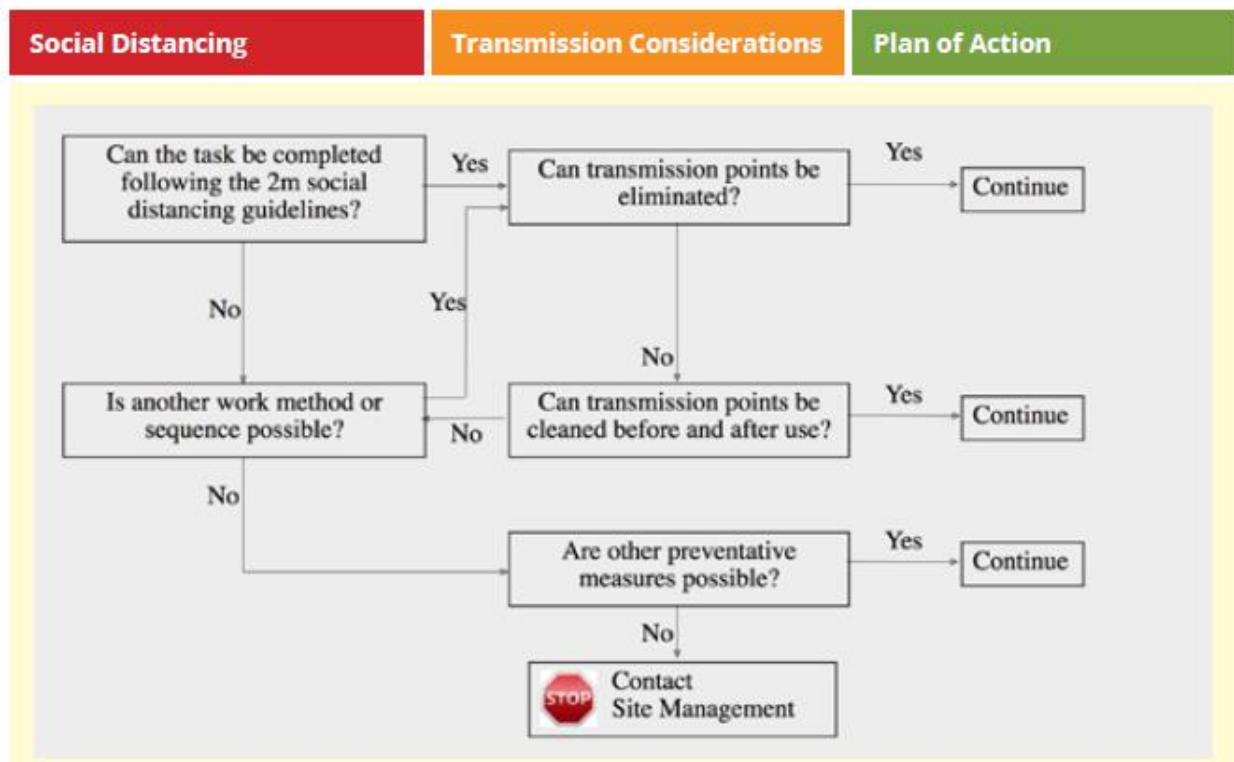 Social Distancing
Transmission Considerations
Plan of Action
Can the task be completed
following the 2m social
distancing guidelines?
Yes
Can transmission points be
eliminated?
Yes
Continue
No
Yes
No
Is another work method or
sequence possible?
No
Can transmission points be
cleaned before and after use?
Yes
Continue
No
Are other preventative
measures possible?
Yes
Continue
No
STOP
Contact
Site Management